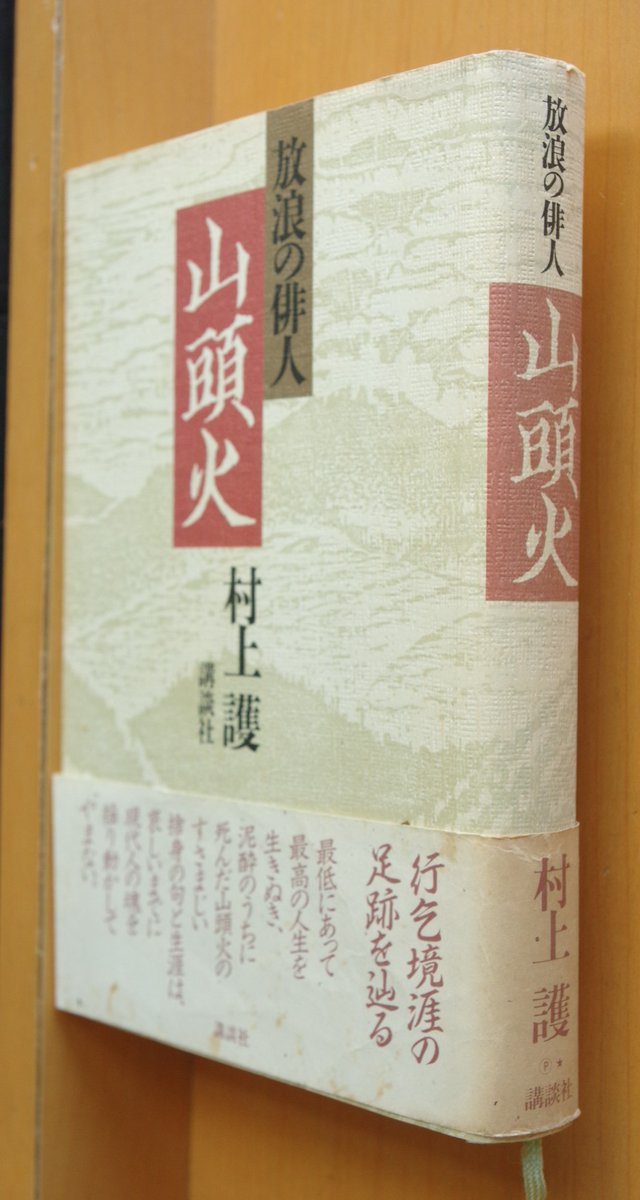 放浪の俳人
山頭火
村上護
講談社
行乞境涯の
足跡を辿る
最低にあって
最高の人生を
生きぬき、
泥酔のうちに
死んだ山頭火の
すさまじい
捨身の句と生涯は、
哀しいまでに
現代人の魂を
揺り動かして
やまない。
講談社
放浪の俳人
山頭火
村上護
Ⓟ★
講談社